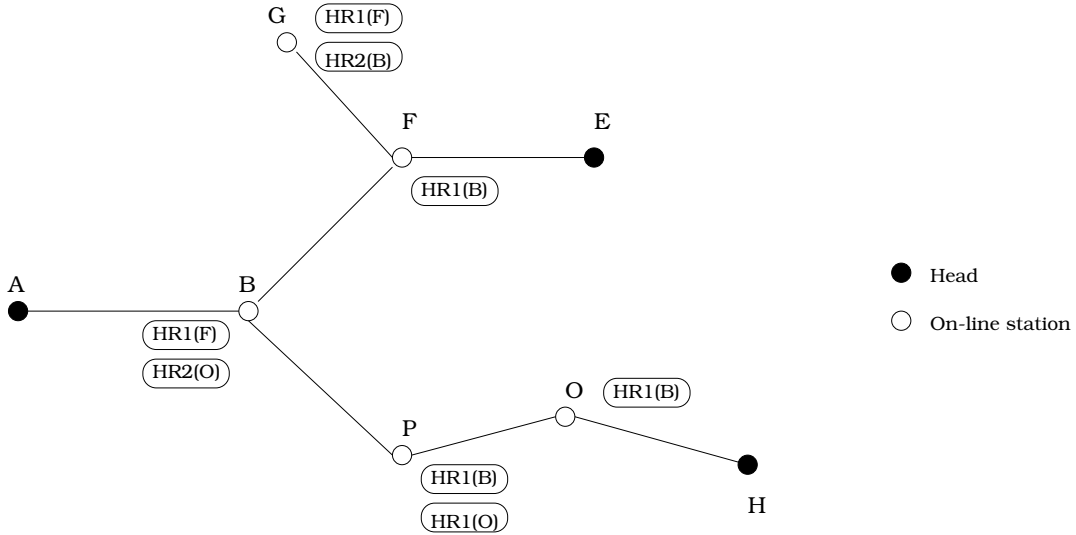 G
HR1(F)
HR2(B)
F
E
HR1(B)
A
B
HR1(F)
HR2(O)
Head
On-line station
O
HR1(B)
P
HR1(B)
HR1(O)
H